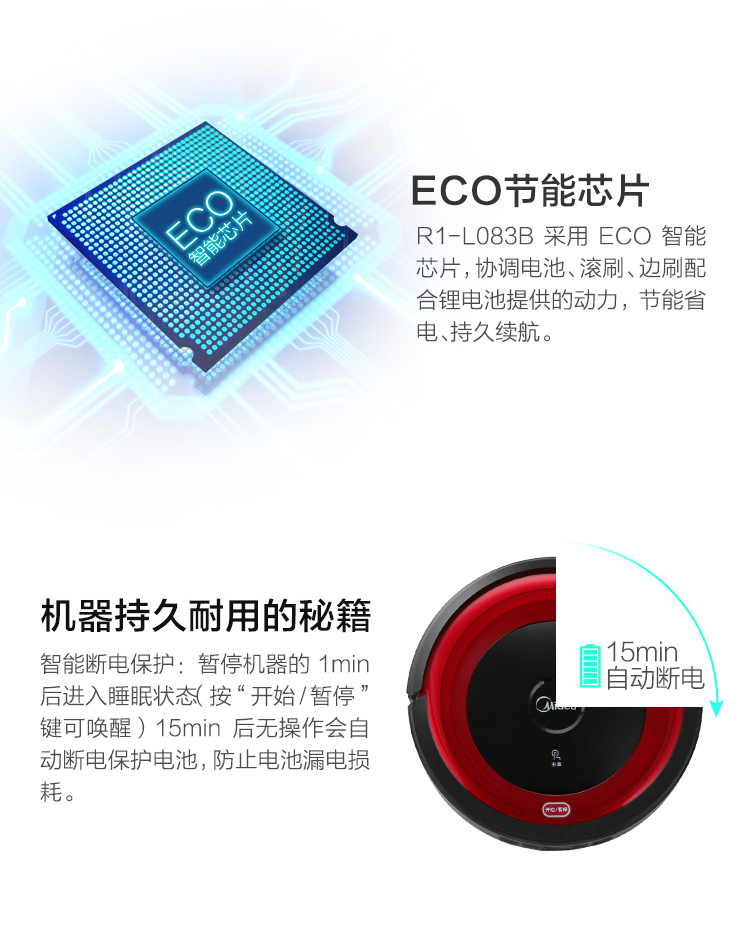 ECO
智能芯片
ECO节能芯片
R1-L083B 采用 ECO 智能
芯片，协调电池、滚刷、边刷配
合锂电池提供的动力，节能省
电、持久续航。
机器持久耐用的秘籍
智能断电保护：暂停机器的 1min
后进入睡眠状态（按“开始/暂停”
键可唤醒）15min 后无操作会自
动断电保护电池，防止电池漏电损
耗。
15min
自动断电
Midea
开始/暂停